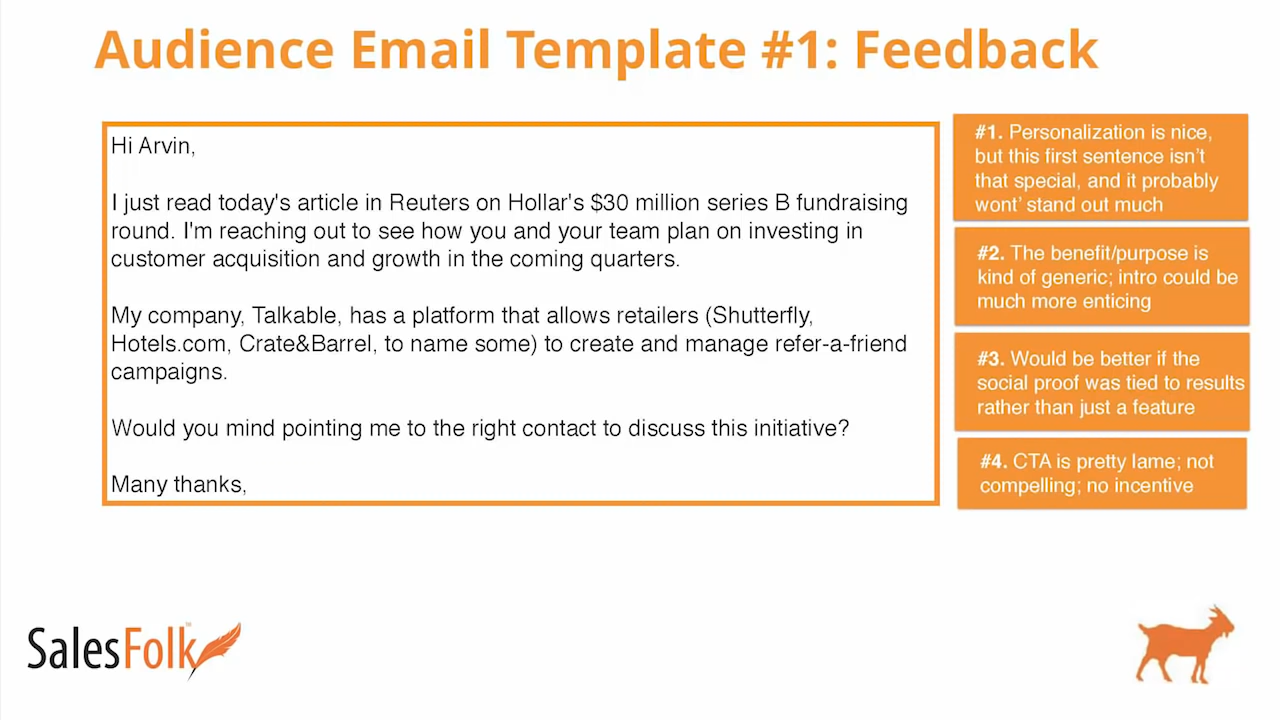 Audience Email Template #1: Feedback
Hi Arvin,
I just read today's article in Reuters on Hollar's $30 million series B fundraising
round. I'm reaching out to see how you and your team plan on investing in
customer acquisition and growth in the coming quarters.
My company, Talkable, has a platform that allows retailers (Shutterfly,
Hotels.com, Crate&Barrel, to name some) to create and manage refer-a-friend
campaigns.
Would you mind pointing me to the right contact to discuss this initiative?
Many thanks,
#1. Personalization is nice,
but this first sentence isn't
that special, and it probably
wont' stand out much
#2. The benefit/purpose is
kind of generic; intro could be
much more enticing
#3. Would be better if the
social proof was tied to results
rather than just a feature
#4. CTA is pretty lame; not
compelling; no incentive
SalesFolk™